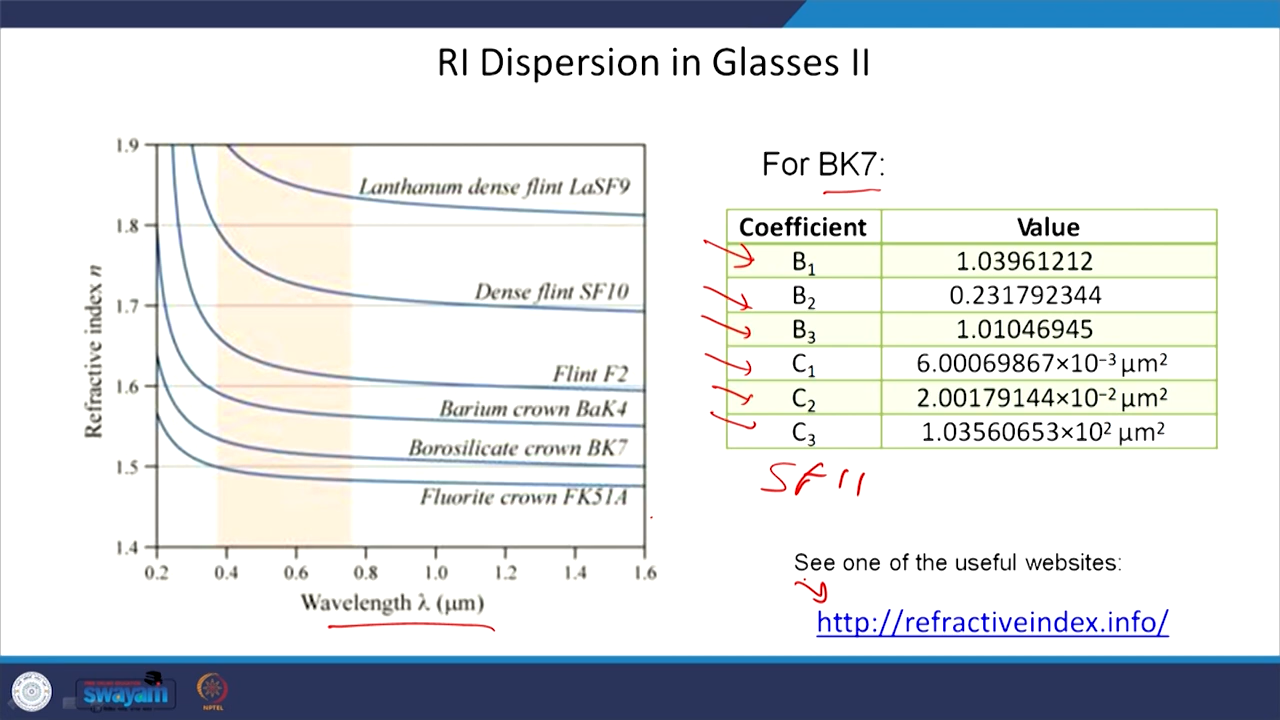 RI Dispersion in Glasses II
1.9
1.8
1.7
1.6
1.5
1.4
Refractive index n
Lanthanum dense flint LaSF9
Dense flint SF10
Flint F2
Barium crown BaK4
Borosilicate crown BK7
Fluorite crown FK51A
0.2 0.4 0.6 0.8 1.0 1.2 1.4 1.6
Wavelength λ (μm)
For BK7:
Coefficient Value
B₁ 1.03961212
B₂ 0.231792344
B₃ 1.01046945
C₁ 6.00069867×10⁻³ μm²
C₂ 2.00179144×10⁻² μm²
C₃ 1.03560653×10² μm²
SF11
See one of the useful websites:
http://refractiveindex.info/
swayam
NPTEL